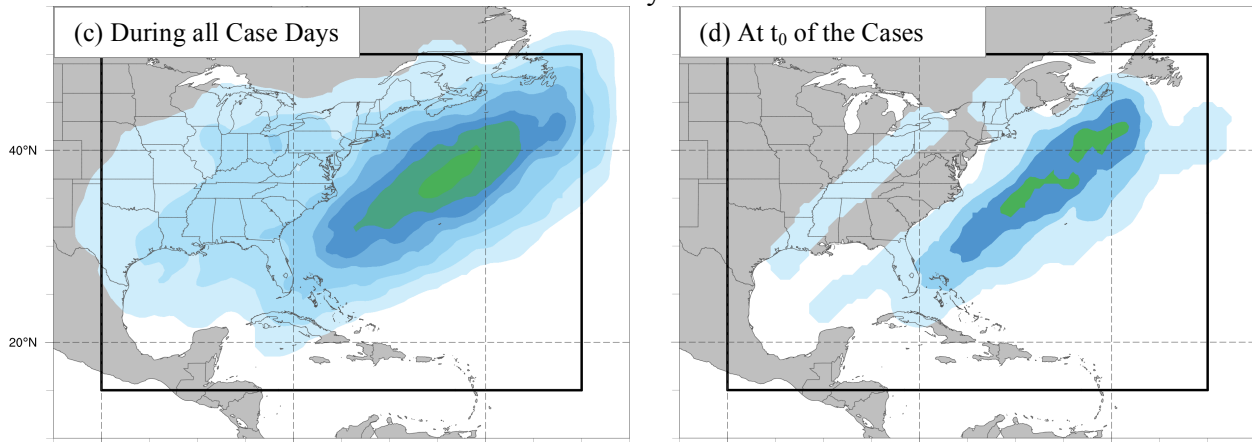 (c) During all Case Days
(d) At t₀ of the Cases
40°N
20°N